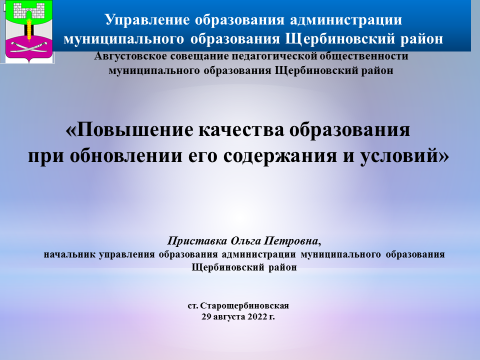 Управление образования администрации
муниципального образования Щербиновский район
Августовское совещание педагогической общественности
муниципального образования Щербиновский район
«Повышение качества образования
при обновлении его содержания и условий»
Приставка Ольга Петровна,
начальник управления образования администрации муниципального образования
Щербиновский район
ст. Старощербиновская
29 августа 2022 г.